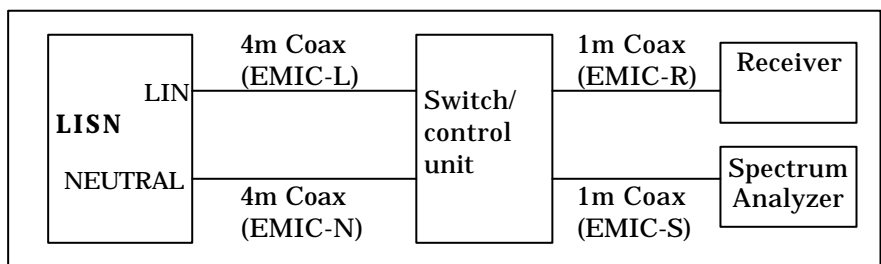 4m Coax
(EMIC-L)
1m Coax
(EMIC-R)
Receiver
LIN
LISN
Switch/
control
unit
NEUTRAL
4m Coax
(EMIC-N)
1m Coax
(EMIC-S)
Spectrum
Analyzer